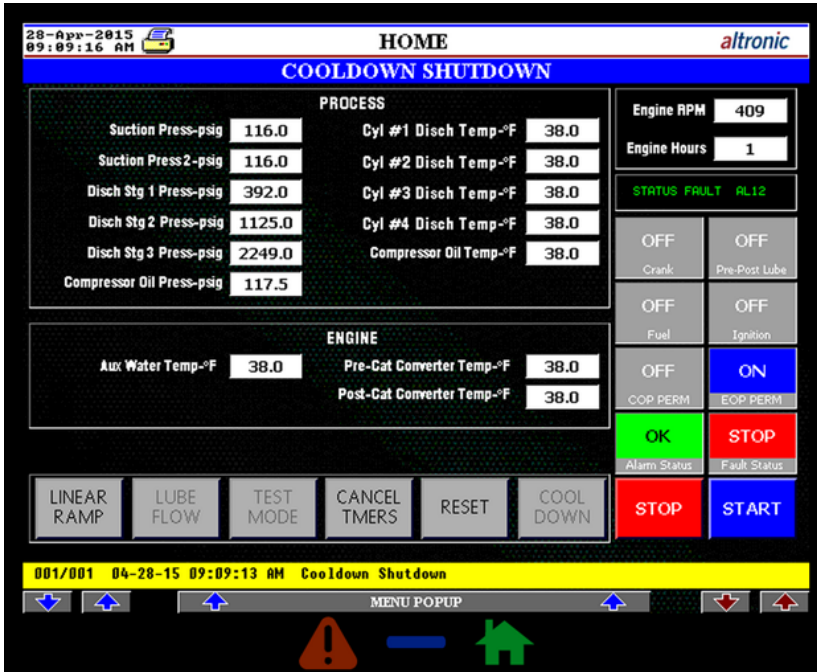 28-Apr-2015
09:09:16 AM
HOME
altronic
COOLDOWN SHUTDOWN
PROCESS
Suction Press-psig 116.0 Cyl #1 Disch Temp-°F 38.0
Suction Press2-psig 116.0 Cyl #2 Disch Temp-°F 38.0
Disch Stg 1 Press-psig 392.0 Cyl #3 Disch Temp-°F 38.0
Disch Stg 2 Press-psig 1125.0 Cyl #4 Disch Temp-°F 38.0
Disch Stg 3 Press-psig 2249.0 Compressor Oil Temp-°F 38.0
Compressor Oil Press-psig 117.5
ENGINE
Aux Water Temp-°F 38.0 Pre-Cat Converter Temp-°F 38.0
Post-Cat Converter Temp-°F 38.0
Engine RPM 409
Engine Hours 1
STATUS FAULT AL12
OFF OFF
Crank Pre-Post Lube
OFF OFF
Fuel Ignition
OFF ON
COP PERM EOP PERM
OK STOP
Alarm Status Fault Status
LINEAR RAMP
LUBE FLOW
TEST MODE
CANCEL TMERS
RESET
COOL DOWN
STOP START
001/001 04-28-15 09:09:13 AM Cooldown Shutdown
MENU POPUP